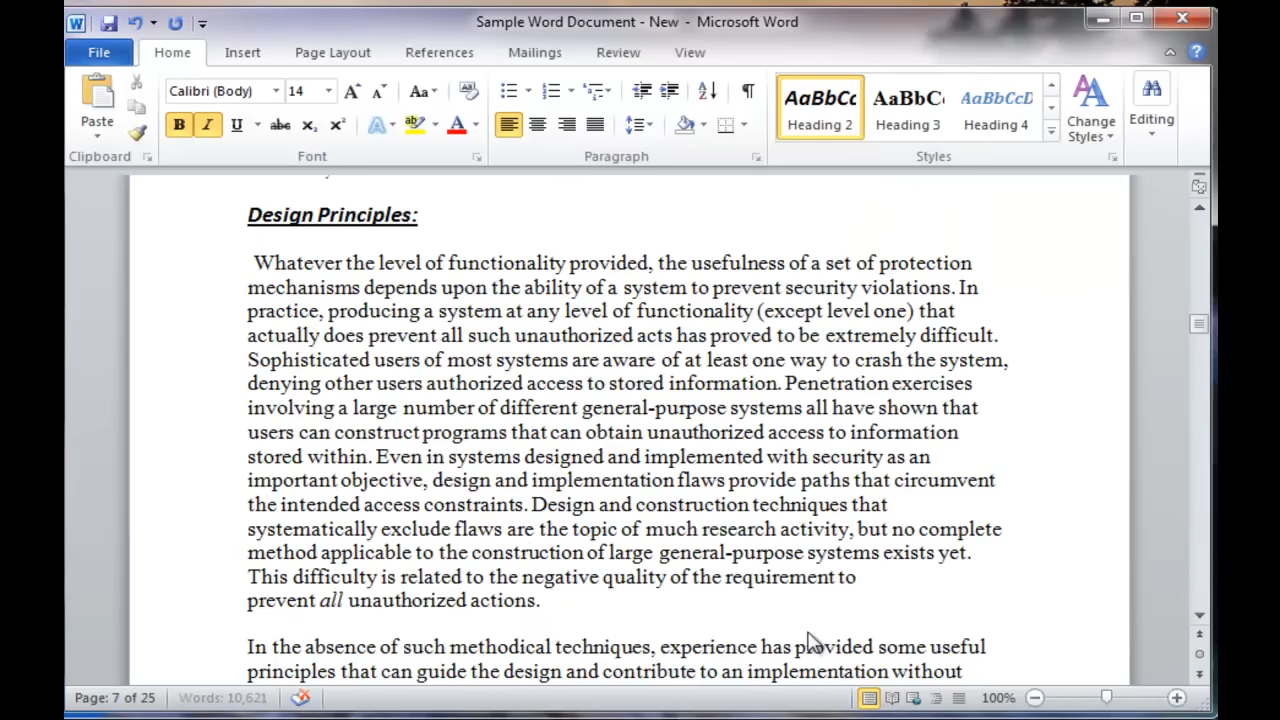 Sample Word Document - New - Microsoft Word
File Home Insert Page Layout References Mailings Review View
Calibri (Body) 14
Paste
AaBbCc AaBbC AaBbCcD
Heading 2 Heading 3 Heading 4
Change Styles
Editing
Clipboard Font Paragraph Styles
Design Principles:
Whatever the level of functionality provided, the usefulness of a set of protection
mechanisms depends upon the ability of a system to prevent security violations. In
practice, producing a system at any level of functionality (except level one) that
actually does prevent all such unauthorized acts has proved to be extremely difficult.
Sophisticated users of most systems are aware of at least one way to crash the system,
denying other users authorized access to stored information. Penetration exercises
involving a large number of different general-purpose systems all have shown that
users can construct programs that can obtain unauthorized access to information
stored within. Even in systems designed and implemented with security as an
important objective, design and implementation flaws provide paths that circumvent
the intended access constraints. Design and construction techniques that
systematically exclude flaws are the topic of much research activity, but no complete
method applicable to the construction of large general-purpose systems exists yet.
This difficulty is related to the negative quality of the requirement to
prevent all unauthorized actions.
In the absence of such methodical techniques, experience has provided some useful
principles that can guide the design and contribute to an implementation without
Page: 7 of 25 Words: 10,621 100%